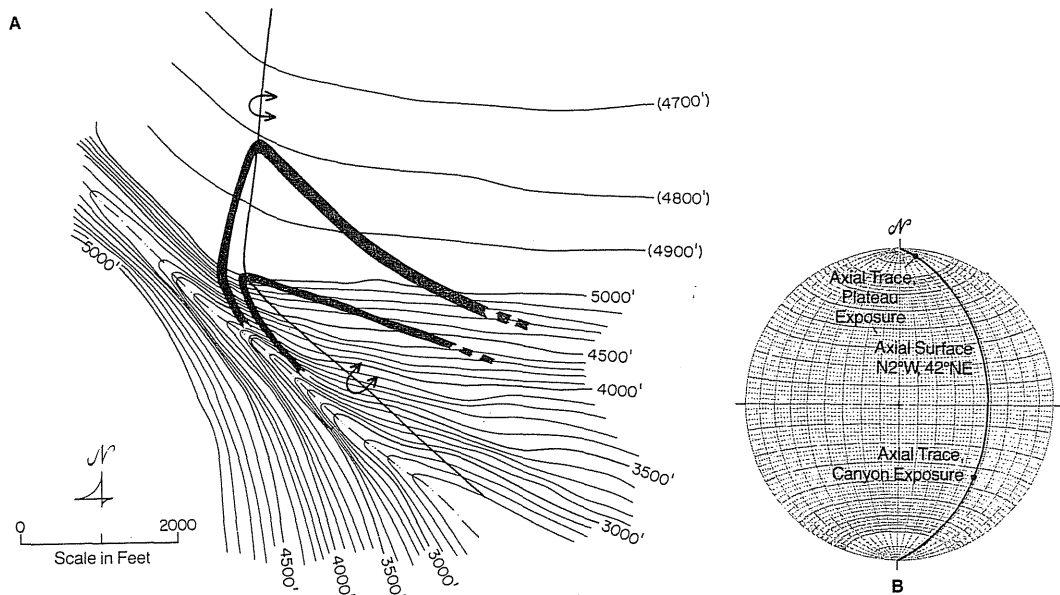 A
(4700')
(4800')
(4900')
5000'
5000'
4500'
4000'
3500'
3000'
4500'
4000'
3500'
3000'
N
0 2000
Scale in Feet
N
Axial Trace,
Plateau
Exposure
Axial Surface
N2°W, 42°NE
Axial Trace,
Canyon Exposure
B